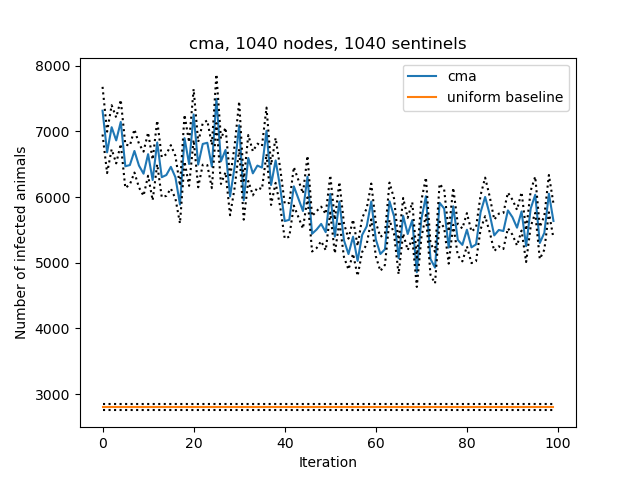 cma, 1040 nodes, 1040 sentinels
8000
7000
6000
5000
4000
3000
Number of infected animals
cma
uniform baseline
0
20
40
60
80
100
Iteration